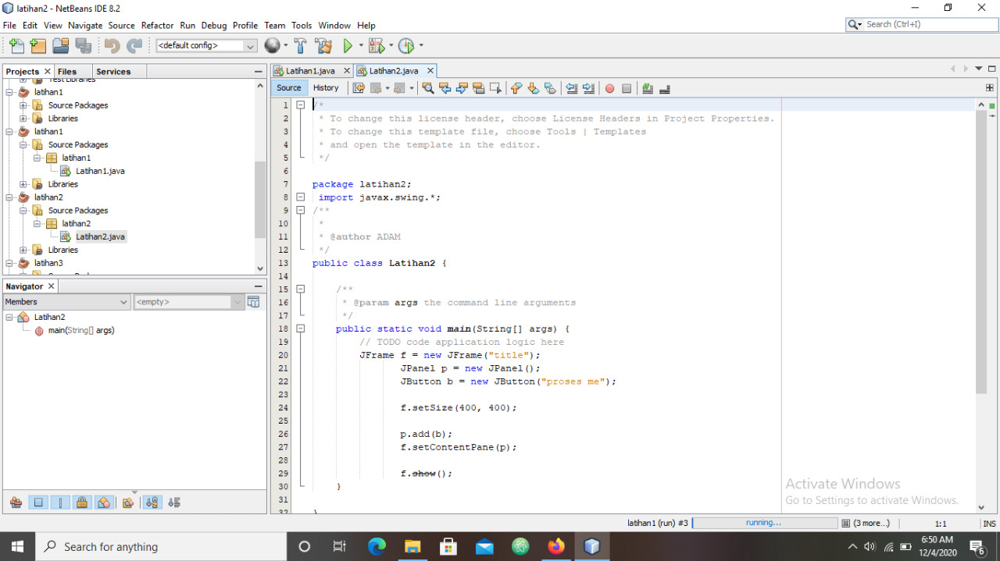 latihan2 - NetBeans IDE 8.2
File Edit View Navigate Source Refactor Run Debug Profile Team Tools Window Help
Search (Ctrl+I)
<default config>
Projects Files Services
Test Libraries
latihan1
Source Packages
Libraries
latihan1
Source Packages
latihan1
Latihan1.java
Libraries
latihan2
Source Packages
latihan2
Latihan2.java
Libraries
latihan3
Navigator
Members <empty>
Latihan2
main(String[] args)
Latihan1.java Latihan2.java
Source History
1 /*
2 * To change this license header, choose License Headers in Project Properties.
3 * To change this template file, choose Tools | Templates
4 * and open the template in the editor.
5 */
6
7 package latihan2;
8 import javax.swing.*;
9 /**
10 *
11 * @author ADAM
12 */
13 public class Latihan2 {
14
15 /**
16 * @param args the command line arguments
17 */
18 public static void main(String[] args) {
19 // TODO code application logic here
20 JFrame f = new JFrame("title");
21 JPanel p = new JPanel();
22 JButton b = new JButton("proses me");
23
24 f.setSize(400, 400);
25
26 p.add(b);
27 f.setContentPane(p);
28
29 f.show();
30 }
31
32 }
Activate Windows
Go to Settings to activate Windows.
latihan1 (run) #3 running... (3 more...) 1:1 INS
Search for anything
6:50 AM
12/4/2020
6